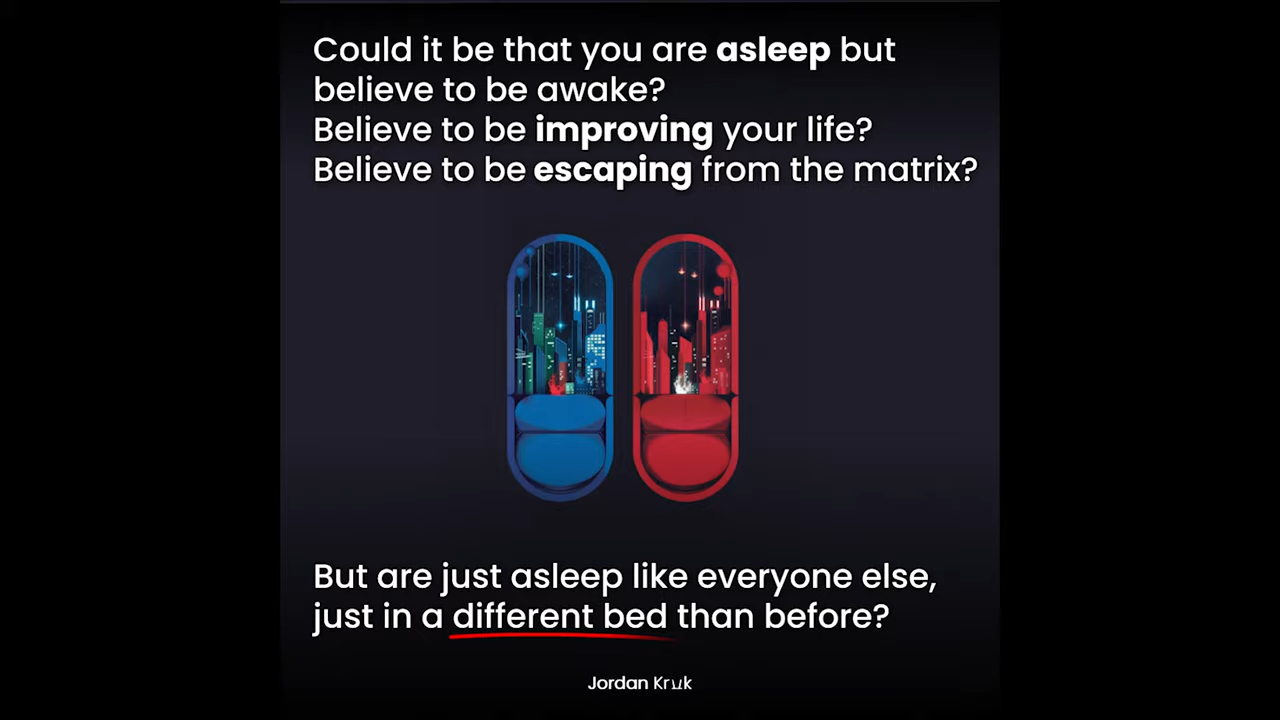 Could it be that you are asleep but
believe to be awake?
Believe to be improving your life?
Believe to be escaping from the matrix?
But are just asleep like everyone else,
just in a different bed than before?
Jordan Kruk